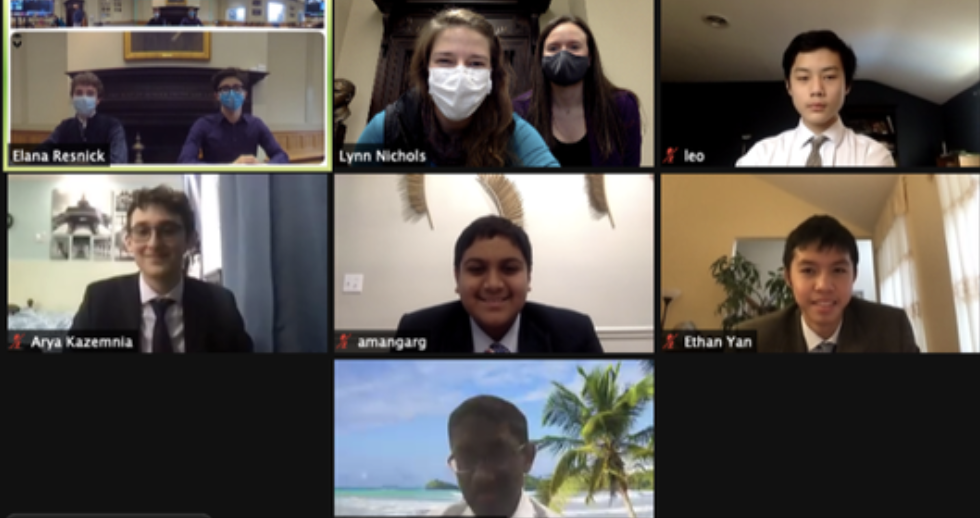 Elana Resnick
Lynn Nichols
leo
Arya Kazemnia
amangarg
Ethan Yan